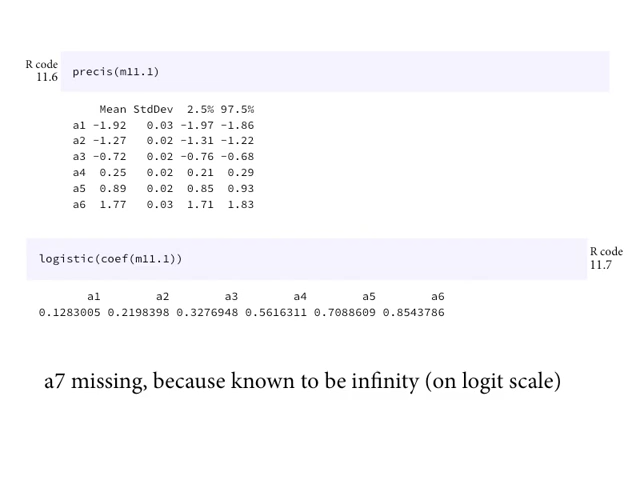 R code
11.6
precis(m11.1)
Mean StdDev 2.5% 97.5%
a1 -1.92 0.03 -1.97 -1.86
a2 -1.27 0.02 -1.31 -1.22
a3 -0.72 0.02 -0.76 -0.68
a4 0.25 0.02 0.21 0.29
a5 0.89 0.02 0.85 0.93
a6 1.77 0.03 1.71 1.83
logistic(coef(m11.1))
R code
11.7
a1 a2 a3 a4 a5 a6
0.1283005 0.2198398 0.3276948 0.5616311 0.7088609 0.8543786
a7 missing, because known to be infinity (on logit scale)